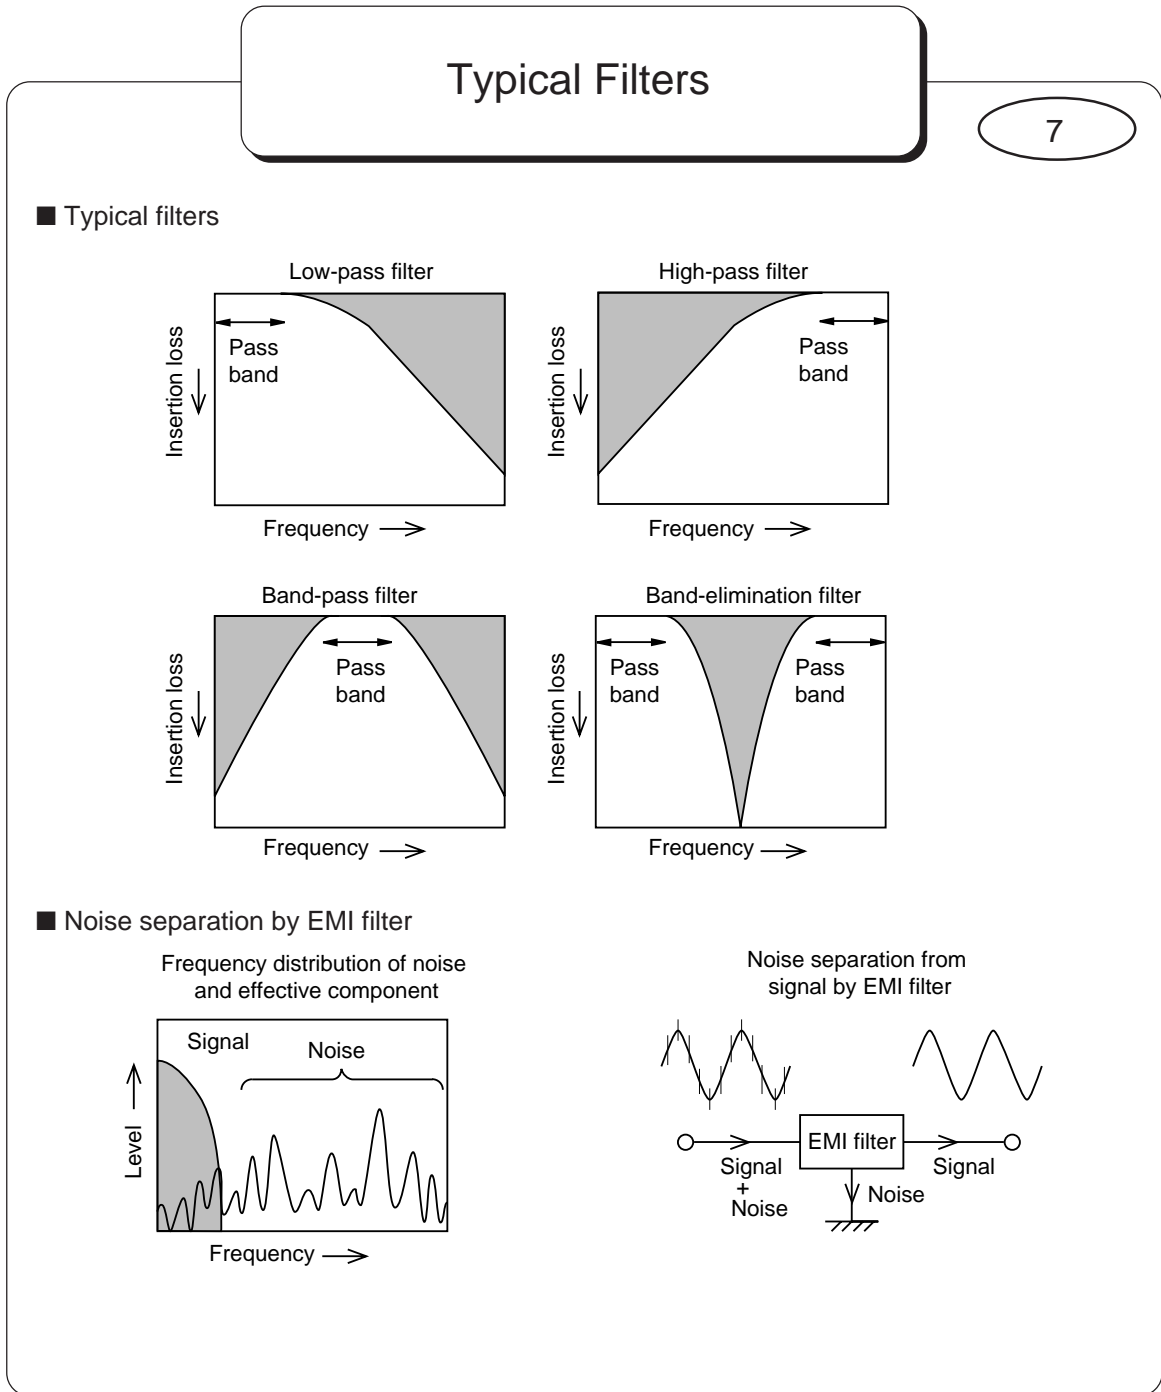 Typical Filters
7
■ Typical filters
Low-pass filter
Pass
band
Insertion loss
Frequency
High-pass filter
Pass
band
Insertion loss
Frequency
Band-pass filter
Pass
band
Insertion loss
Frequency
Band-elimination filter
Pass
band
Pass
band
Insertion loss
Frequency
■ Noise separation by EMI filter
Frequency distribution of noise
and effective component
Signal
Noise
Level
Frequency
Noise separation from
signal by EMI filter
EMI filter
Signal
+
Noise
Signal
Noise